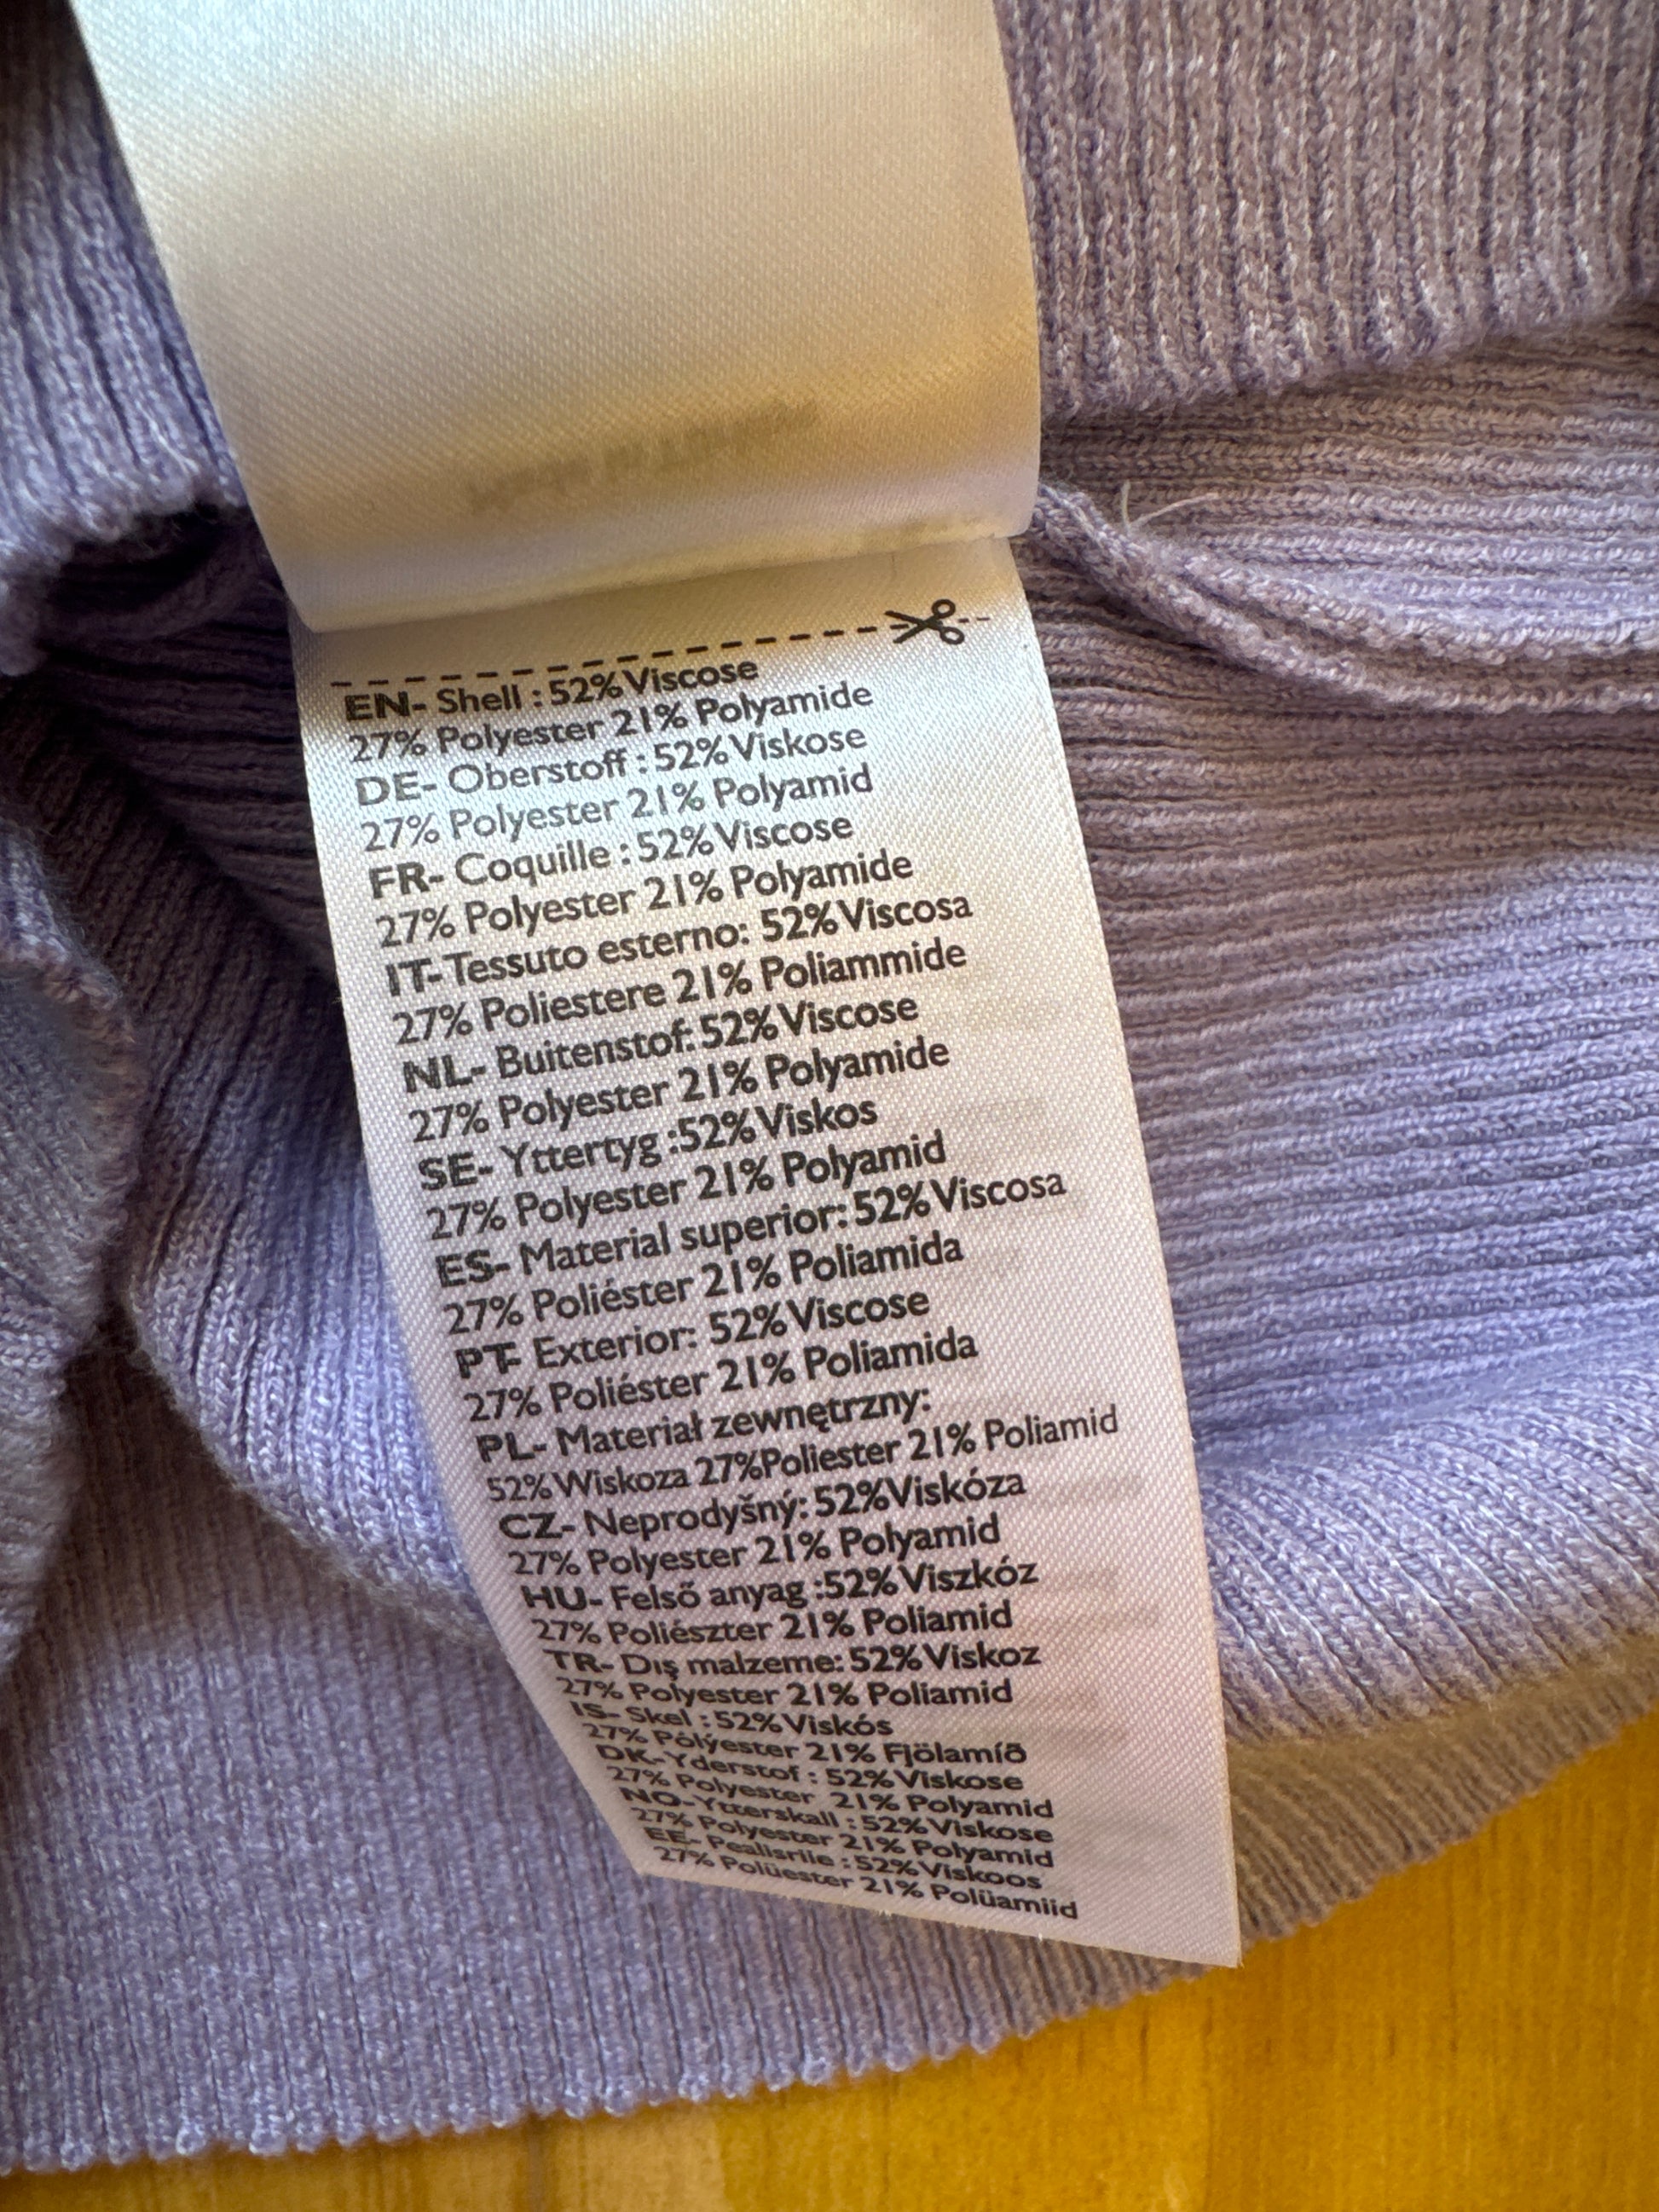 EN- Shell : 52% Viscose
27% Polyester 21% Polyamide
DE- Oberstoff : 52% Viskose
27% Polyester 21% Polyamid
FR- Coquille : 52% Viscose
27% Polyester 21% Polyamide
IT- Tessuto esterno: 52% Viscosa
27% Poliestere 21% Poliammide
NL- Buitenstof: 52% Viscose
27% Polyester 21% Polyamide
SE- Yttertyg :52% Viskos
27% Polyester 21% Polyamid
ES- Material superior: 52% Viscosa
27% Poliéster 21% Poliamida
PT- Exterior: 52% Viscose
27% Poliéster 21% Poliamida
PL- Materiał zewnętrzny:
52% Wiskoza 27%Poliester 21% Poliamid
CZ- Neprodyšný: 52%Viskóza
27% Polyester 21% Polyamid
HU- Felső anyag :52% Viszkóz
27% Poliészter 21% Poliamid
TR- Dış malzeme: 52% Viskoz
27% Polyester 21% Poliamid
IS- Skel : 52% Viskós
27% Pólýester 21% Fjölamíð
DK-Yderstof : 52% Viskose
27% Polyester 21% Polyamid
NO-Ytterskall : 52% Viskose
27% Polyester 21% Polyamid
EE- Pealisriie : 52% Viskoos
27% Polüester 21% Polüamiid